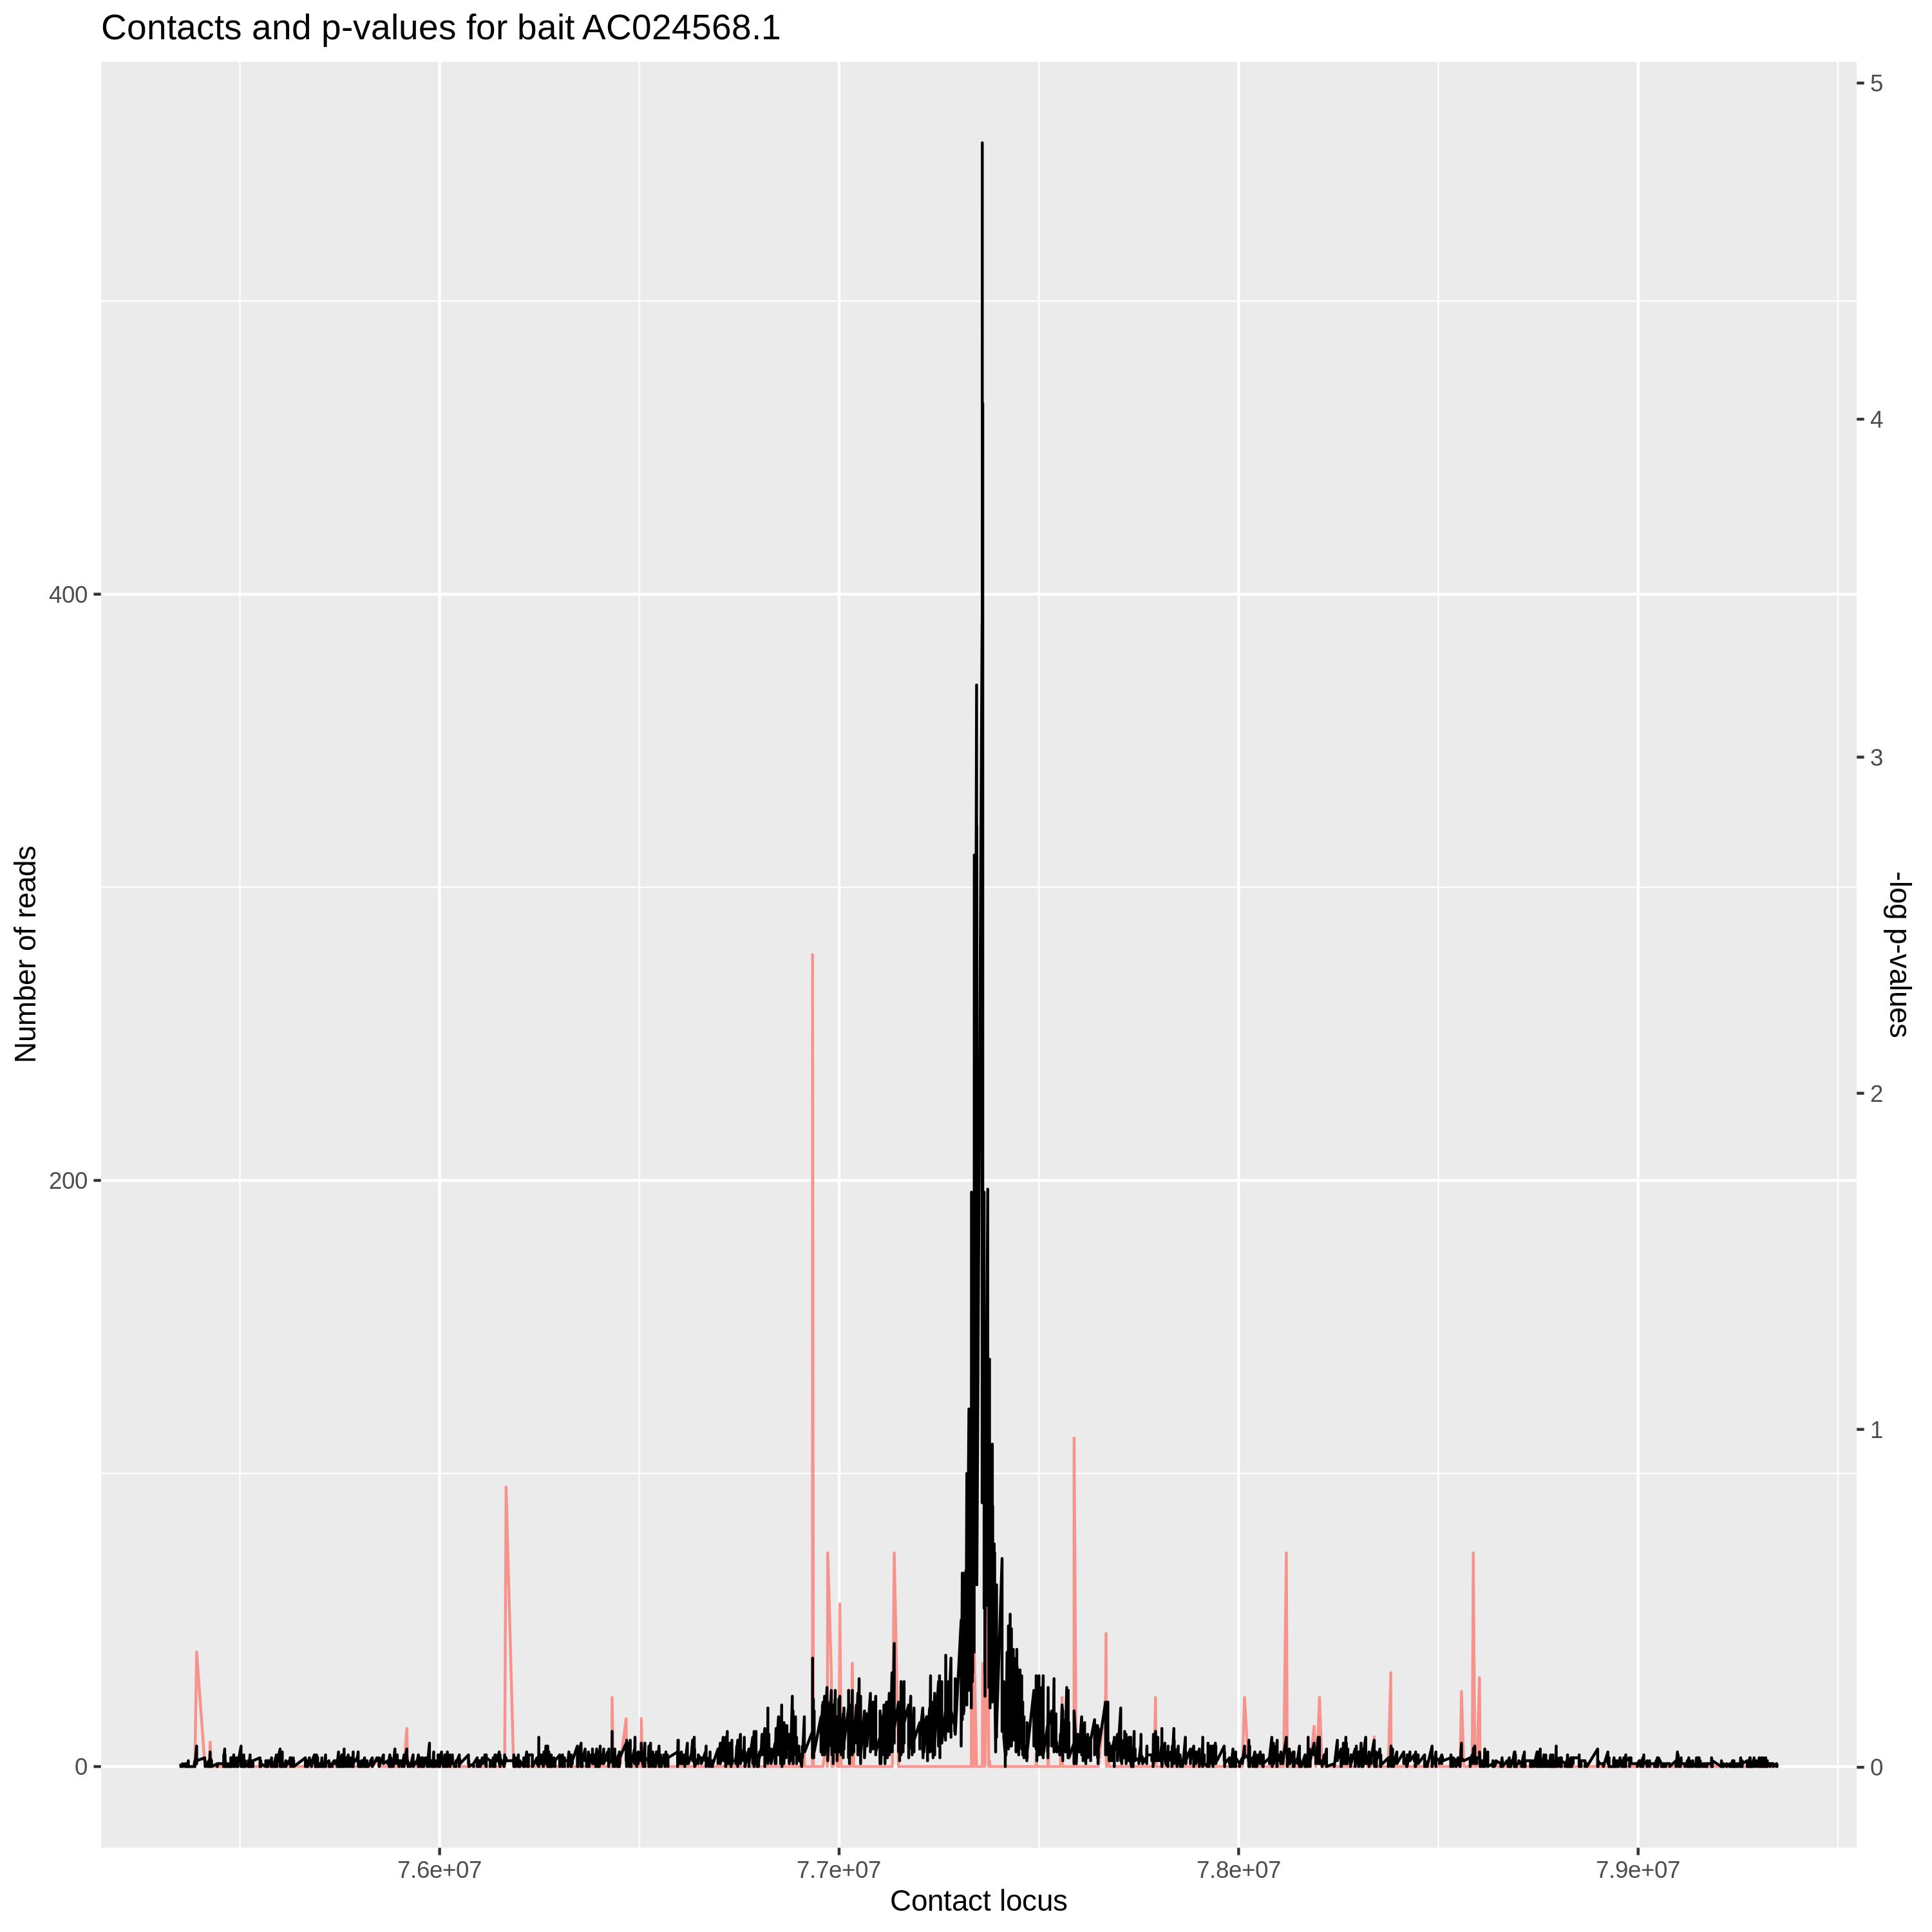 Contacts and p-values for bait AC024568.1
Number of reads
400
200
0
5
4
3
2
1
0
-log p-values
7.6e+07
7.7e+07
7.8e+07
7.9e+07
Contact locus